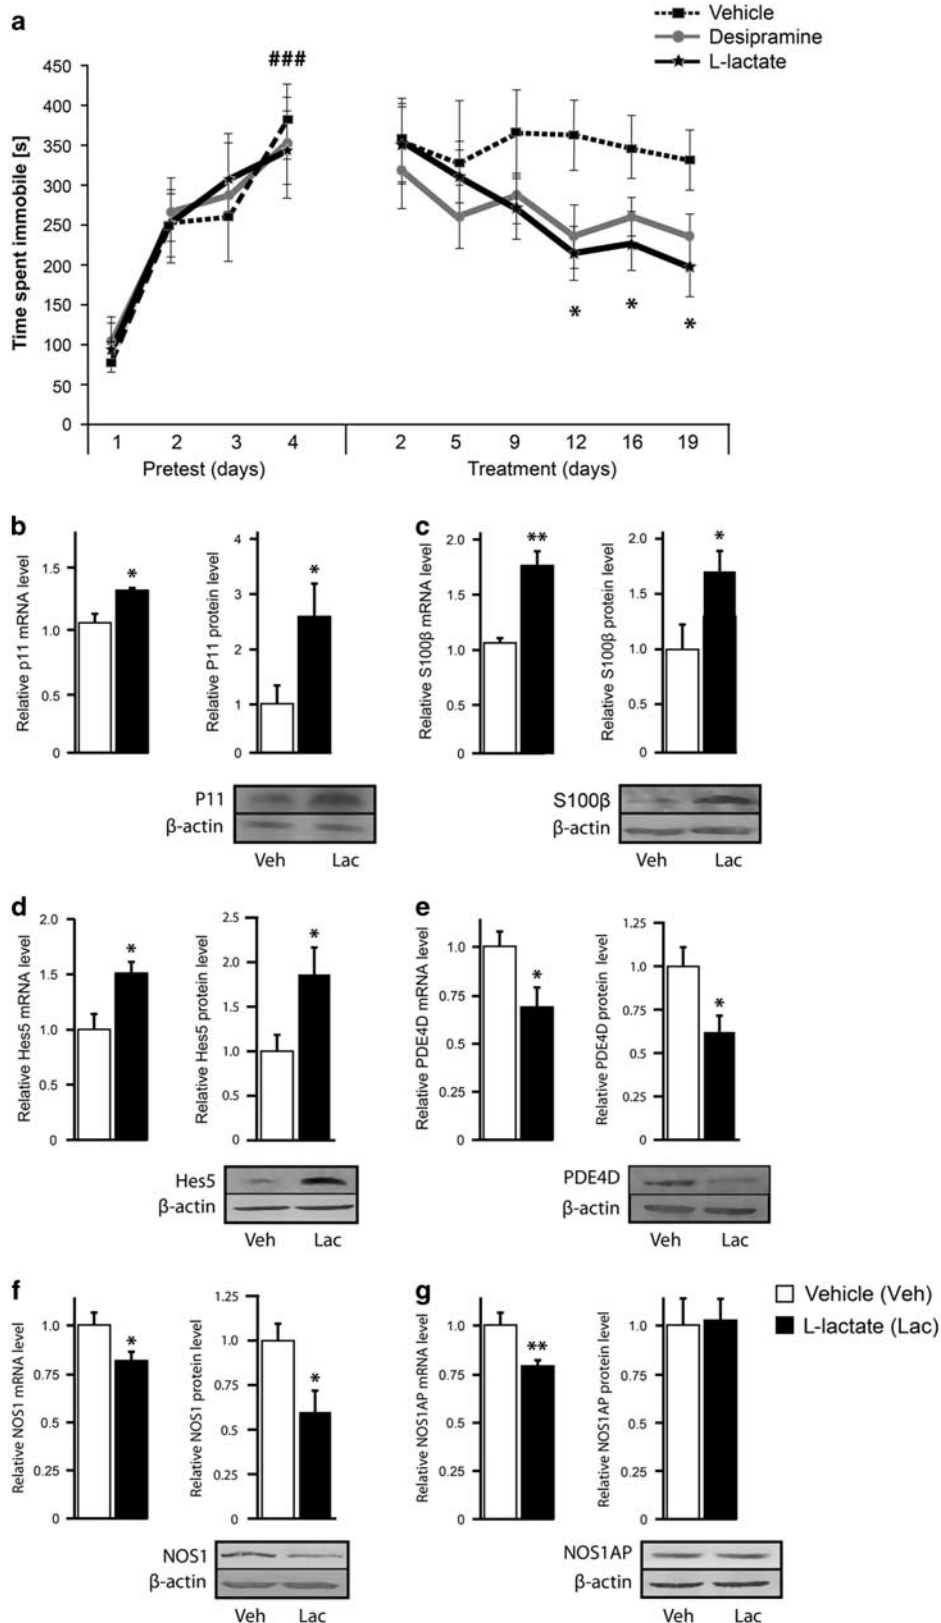 a
Vehicle
Desipramine
L-lactate
###
Time spent immobile [s]
450
400
350
300
250
200
150
100
50
0
* * *
1 2 3 4 2 5 9 12 16 19
Pretest (days) Treatment (days)
b
Relative p11 mRNA level
1.5
1.0
0.5
0
*
Relative P11 protein level
4
3
2
1
0
*
P11
β-actin
Veh Lac
c
Relative S100β mRNA level
2.0
1.5
1.0
0.5
0
**
Relative S100β protein level
2.0
1.5
1.0
0.5
0
*
S100β
β-actin
Veh Lac
d
Relative Hes5 mRNA level
2.0
1.5
1.0
0.5
0
*
Relative Hes5 protein level
2.5
2.0
1.5
1.0
0.5
0
*
Hes5
β-actin
Veh Lac
e
Relative PDE4D mRNA level
1.0
0.75
0.5
0.25
0
*
Relative PDE4D protein level
1.25
1.0
0.75
0.5
0.25
0
*
PDE4D
β-actin
Veh Lac
f
Relative NOS1 mRNA level
1.0
0.75
0.5
0.25
0
*
Relative NOS1 protein level
1.25
1.0
0.75
0.5
0.25
0
*
NOS1
β-actin
Veh Lac
g
Relative NOS1AP mRNA level
1.0
0.75
0.5
0.25
0
**
Relative NOS1AP protein level
1.0
0.75
0.5
0.25
0
NOS1AP
β-actin
Veh Lac
Vehicle (Veh)
L-lactate (Lac)